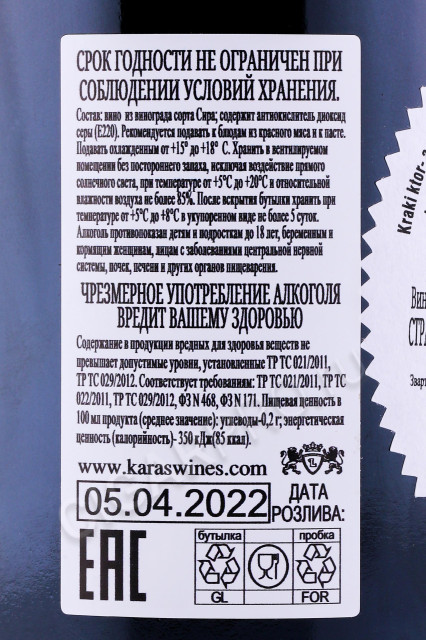 СРОК ГОДНОСТИ НЕ ОГРАНИЧЕН ПРИ
СОБЛЮДЕНИИ УСЛОВИЙ ХРАНЕНИЯ.
Состав: вино из винограда сорта Сира; содержит антиокислитель диоксид
серы (Е220). Рекомендуется подавать к блюдам из красного мяса и к пасте.
Подавать охлажденным от +15° до +18° С. Хранить в вентилируемом
помещении без постороннего запаха, исключая воздействие прямого
солнечного света, при температуре от +5°С до +20°С и относительной
влажности воздуха не более 85%. После вскрытия бутылки хранить при
температуре от +5°С до +8°С в укупоренном виде не более 5 суток.
Алкоголь противопоказан детям и подросткам до 18 лет, беременным и
кормящим женщинам, лицам с заболеваниями центральной нервной
системы, почек, печени и других органов пищеварения.
ЧРЕЗМЕРНОЕ УПОТРЕБЛЕНИЕ АЛКОГОЛЯ
ВРЕДИТ ВАШЕМУ ЗДОРОВЬЮ
Содержание в продукции вредных для здоровья веществ не
превышает допустимые уровни, установленные ТР ТС 021/2011,
ТР ТС 029/2012. Соответствует требованиям: ТР ТС 021/2011, ТР ТС
022/2011, ТР ТС 029/2012, ФЗ N 468, ФЗ N 171. Пищевая ценность в
100 мл продукта (среднее значение): углеводы-0,2 г; энергетическая
ценность (калорийность)- 350 кДж(85 ккал).
www.karaswines.com
05.04.2022
ДАТА
РОЗЛИВА:
EAC
бутылка
пробка
GL
FOR
Kraki ktor-